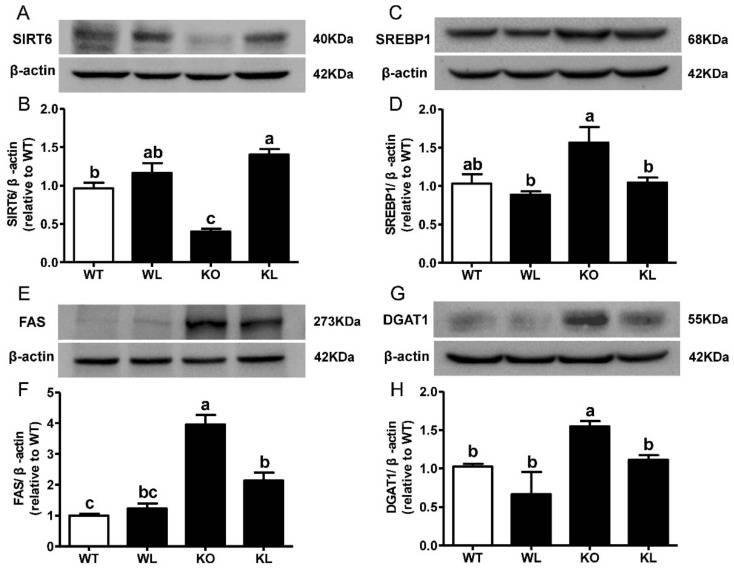 A
SIRT6
40KDa
β-actin
42KDa
B
SIRT6/ β -actin
(relative to WT)
2.0
1.5
1.0
0.5
0.0
b
ab
c
a
WT
WL
KO
KL
C
SREBP1
68KDa
β-actin
42KDa
D
SREBP1/ β -actin
(relative to WT)
2.0
1.5
1.0
0.5
0.0
ab
b
a
b
WT
WL
KO
KL
E
FAS
273KDa
β-actin
42KDa
F
FAS/ β -actin
(relative to WT)
5
4
3
2
1
0
c
bc
a
b
WT
WL
KO
KL
G
DGAT1
55KDa
β-actin
42KDa
H
DGAT1/ β -actin
(relative to WT)
2.0
1.5
1.0
0.5
0.0
b
b
a
b
WT
WL
KO
KL